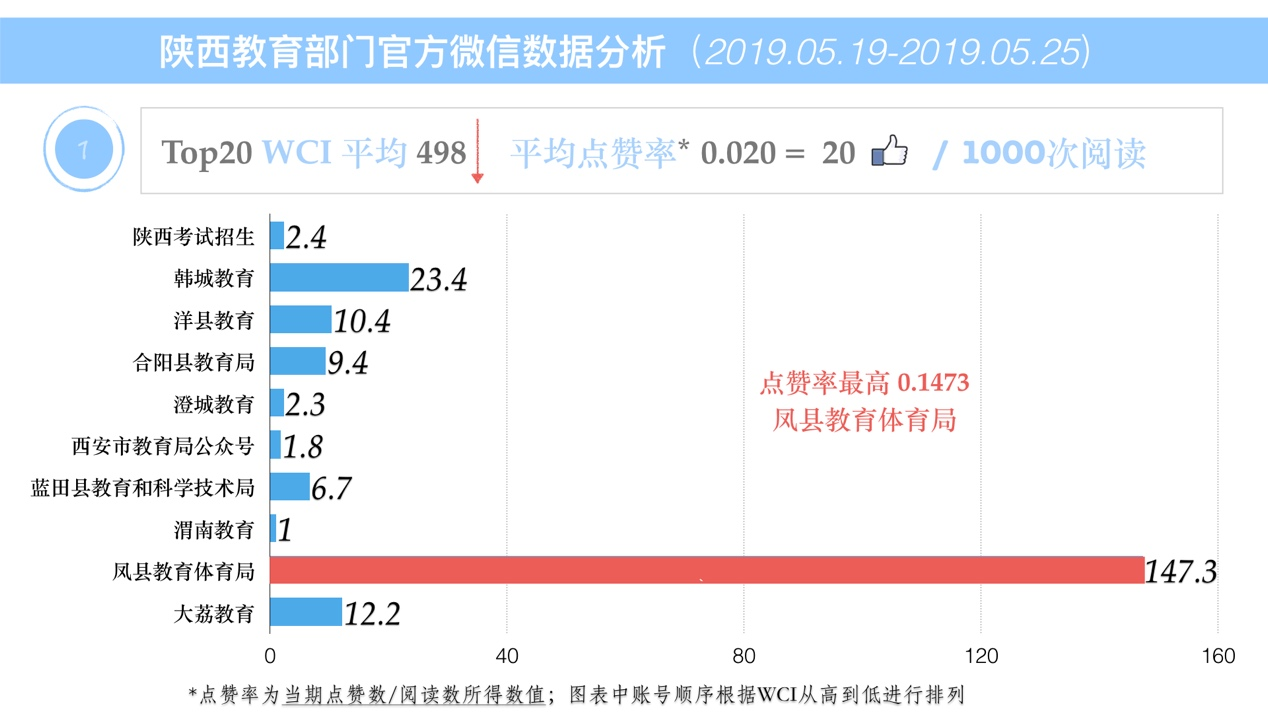 陕西教育部门官方微信数据分析（2019.05.19-2019.05.25）
1
Top20 WCI 平均 498
平均点赞率* 0.020 = 20 / 1000次阅读
陕西考试招生 2.4
韩城教育 23.4
洋县教育 10.4
合阳县教育局 9.4
点赞率最高 0.1473
凤县教育体育局
澄城教育 2.3
西安市教育局公众号 1.8
蓝田县教育和科学技术局 6.7
渭南教育 1
凤县教育体育局 147.3
大荔教育 12.2
0 40 80 120 160
*点赞率为当期点赞数/阅读数所得数值；图表中账号顺序根据WCI从高到低进行排列